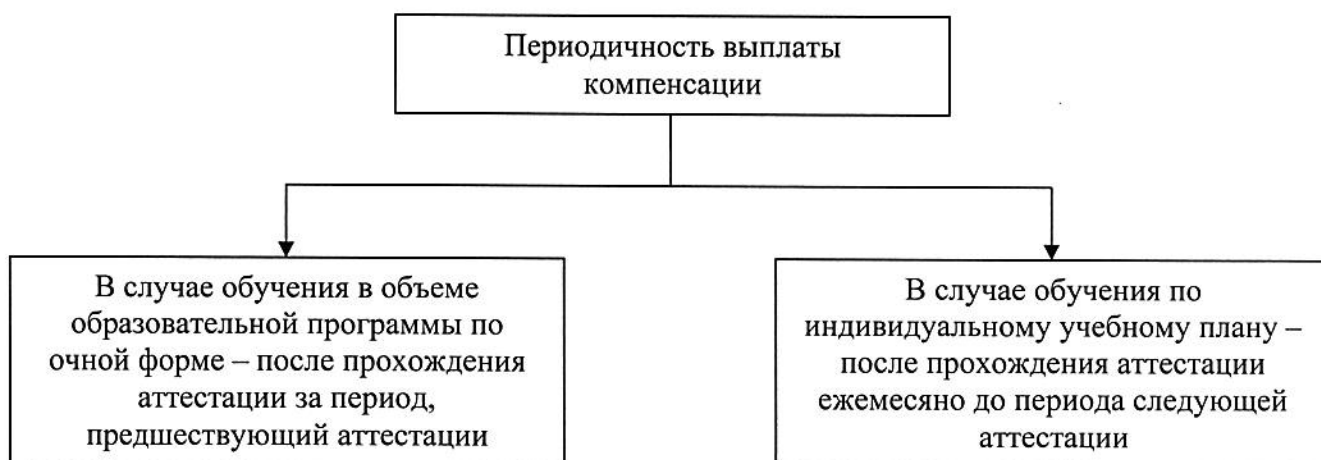 Периодичность выплаты
компенсации
В случае обучения в объеме
образовательной программы по
очной форме – после прохождения
аттестации за период,
предшествующий аттестации
В случае обучения по
индивидуальному учебному плану –
после прохождения аттестации
ежемесяно до периода следующей
аттестации